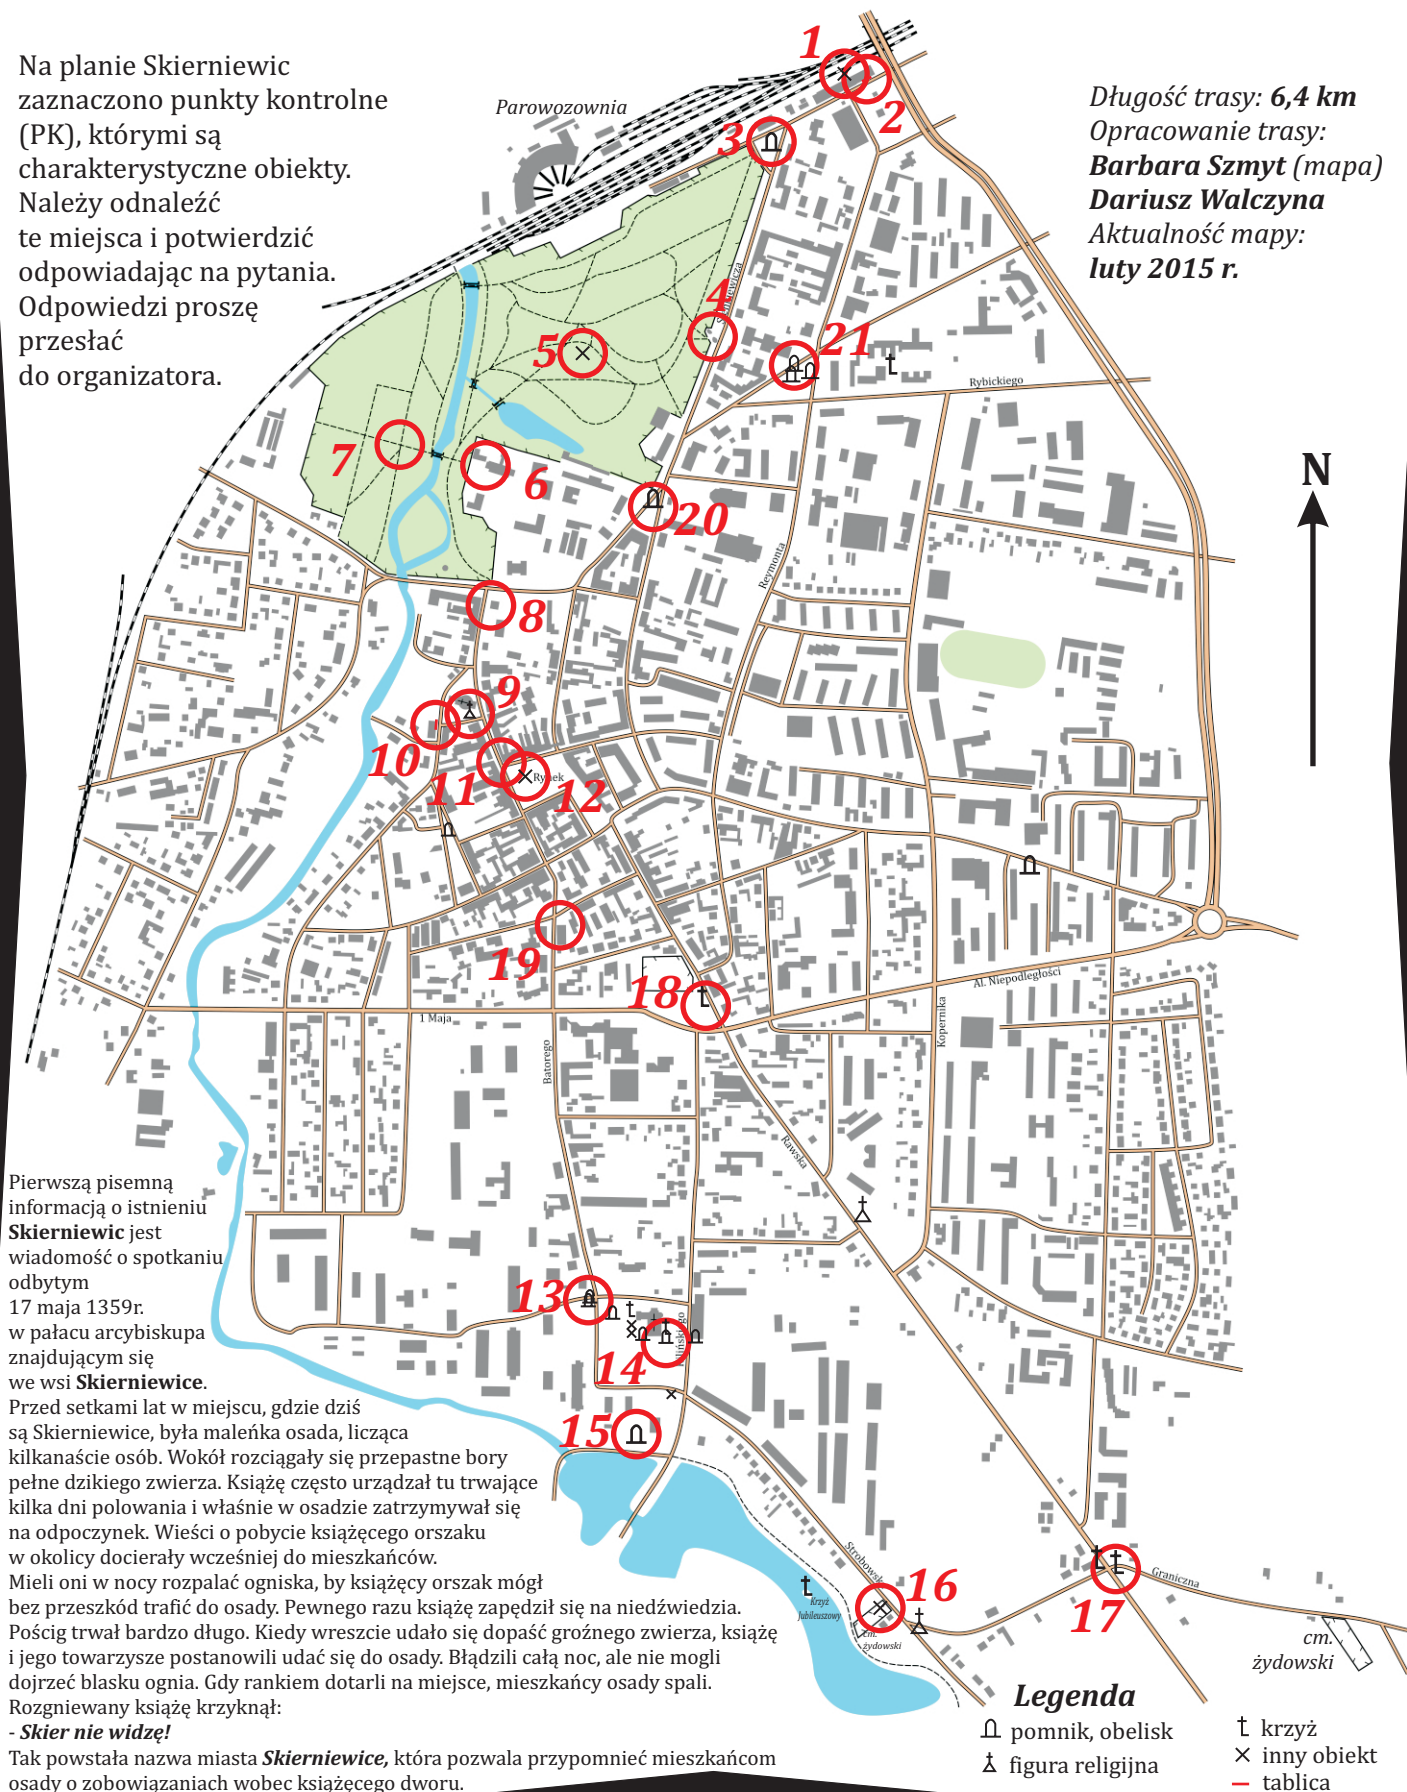 Na planie Skierniewic
zaznaczono punkty kontrolne
(PK), którymi są
charakterystyczne obiekty.
Należy odnaleźć
te miejsca i potwierdzić
odpowiadając na pytania.
Odpowiedzi proszę
przesłać
do organizatora.
Długość trasy: 6,4 km
Opracowanie trasy:
Barbara Szmyt (mapa)
Dariusz Walczyna
Aktualność mapy:
luty 2015 r.
Parowozownia
1
2
3
4
5
21
Rybickiego
7
6
20
N
Reymonta
8
9
10
11
Rynek
12
19
18
Al. Niepodległości
1 Maja
Kopernika
Batorego
Rawska
13
14
15
Strobowska
16
17
Graniczna
Krzyż
Jubileuszowy
cm.
żydowski
cm.
żydowski
Pierwszą pisemną
informacją o istnieniu
Skierniewic jest
wiadomość o spotkaniu
odbytym
17 maja 1359r.
w pałacu arcybiskupa
znajdującym się
we wsi Skierniewice.
Przed setkami lat w miejscu, gdzie dziś
są Skierniewice, była maleńka osada, licząca
kilkanaście osób. Wokół rozciągały się przepastne bory
pełne dzikiego zwierza. Książę często urządzał tu trwające
kilka dni polowania i właśnie w osadzie zatrzymywał się
na odpoczynek. Wieści o pobycie książęcego orszaku
w okolicy docierały wcześniej do mieszkańców.
Mieli oni w nocy rozpalać ogniska, by książęcy orszak mógł
bez przeszkód trafić do osady. Pewnego razu książę zapędził się na niedźwiedzia.
Pościg trwał bardzo długo. Kiedy wreszcie udało się dopaść groźnego zwierza, książę
i jego towarzysze postanowili udać się do osady. Błądzili całą noc, ale nie mogli
dojrzeć blasku ognia. Gdy rankiem dotarli na miejsce, mieszkańcy osady spali.
Rozgniewany książę krzyknął:
- Skier nie widzę!
Tak powstała nazwa miasta Skierniewice, która pozwala przypomnieć mieszkańcom
osady o zobowiązaniach wobec książęcego dworu.
Legenda
pomnik, obelisk
figura religijna
krzyż
inny obiekt
tablica